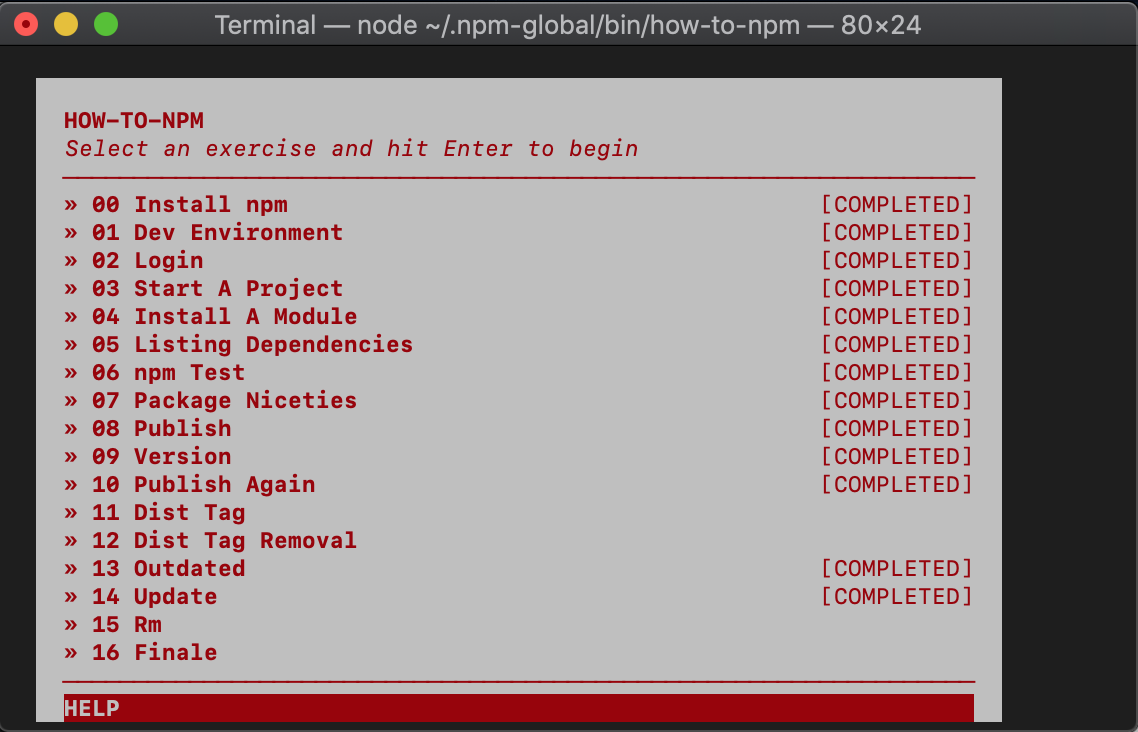 Terminal — node ~/.npm-global/bin/how-to-npm — 80×24
HOW-TO-NPM
Select an exercise and hit Enter to begin
» 00 Install npm [COMPLETED]
» 01 Dev Environment [COMPLETED]
» 02 Login [COMPLETED]
» 03 Start A Project [COMPLETED]
» 04 Install A Module [COMPLETED]
» 05 Listing Dependencies [COMPLETED]
» 06 npm Test [COMPLETED]
» 07 Package Niceties [COMPLETED]
» 08 Publish [COMPLETED]
» 09 Version [COMPLETED]
» 10 Publish Again [COMPLETED]
» 11 Dist Tag
» 12 Dist Tag Removal
» 13 Outdated [COMPLETED]
» 14 Update [COMPLETED]
» 15 Rm
» 16 Finale
HELP